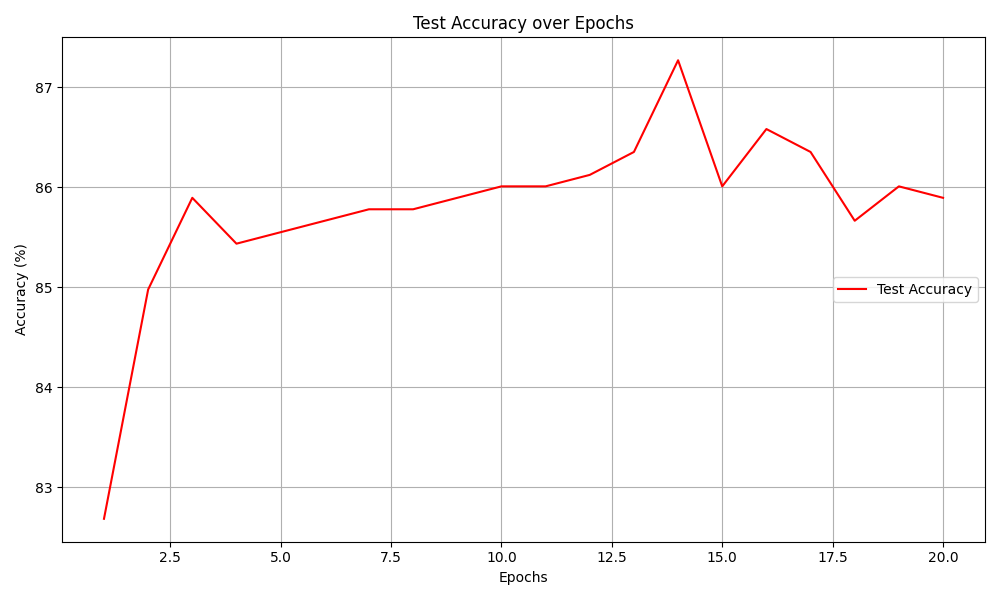 Test Accuracy over Epochs
87
86
85
84
83
Accuracy (%)
Test Accuracy
2.5 5.0 7.5 10.0 12.5 15.0 17.5 20.0
Epochs